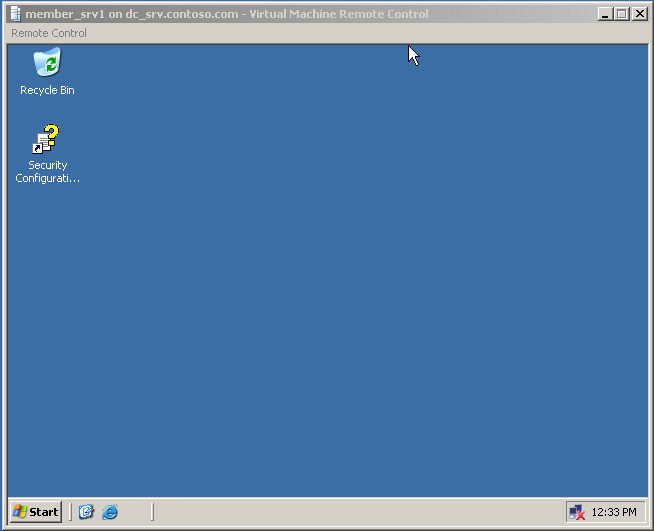 member_srv1 on dc_srv.contoso.com - Virtual Machine Remote Control
Remote Control
Recycle Bin
Security
Configurati...
Start
12:33 PM